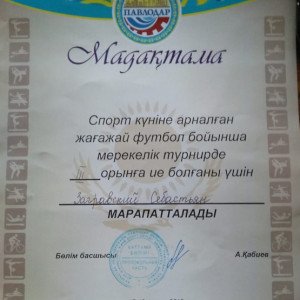 ПАВЛОДАР
Мадақтама
Спорт күніне арналған
жағажай футбол бойынша
мерекелік турнирде
III орынға ие болғаны үшін
Себастьян
МАРАПАТТАЛАДЫ
Бөлім басшысы
А.Қабиев